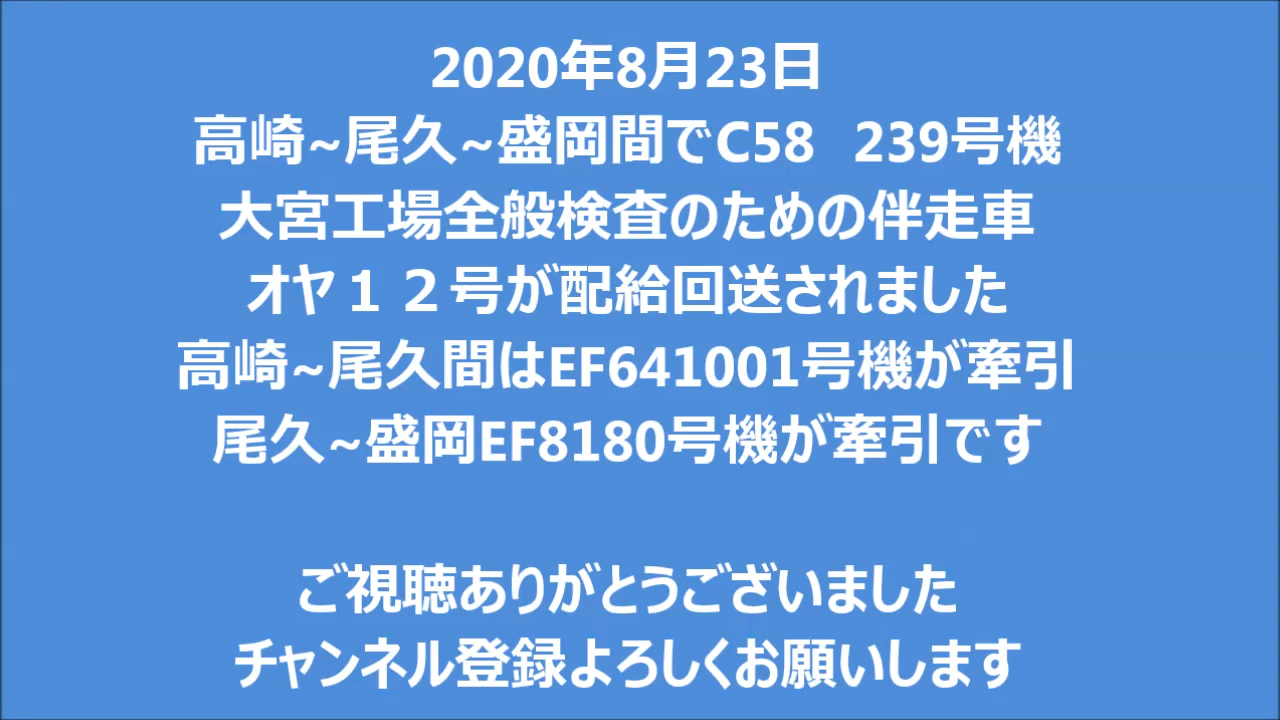 2020年8月23日
高崎~尾久~盛岡間でC58 239号機
大宮工場全般検査のための伴走車
オヤ１２号が配給回送されました
高崎~尾久間はEF641001号機が牽引
尾久~盛岡EF8180号機が牽引です
ご視聴ありがとうございました
チャンネル登録よろしくお願いします